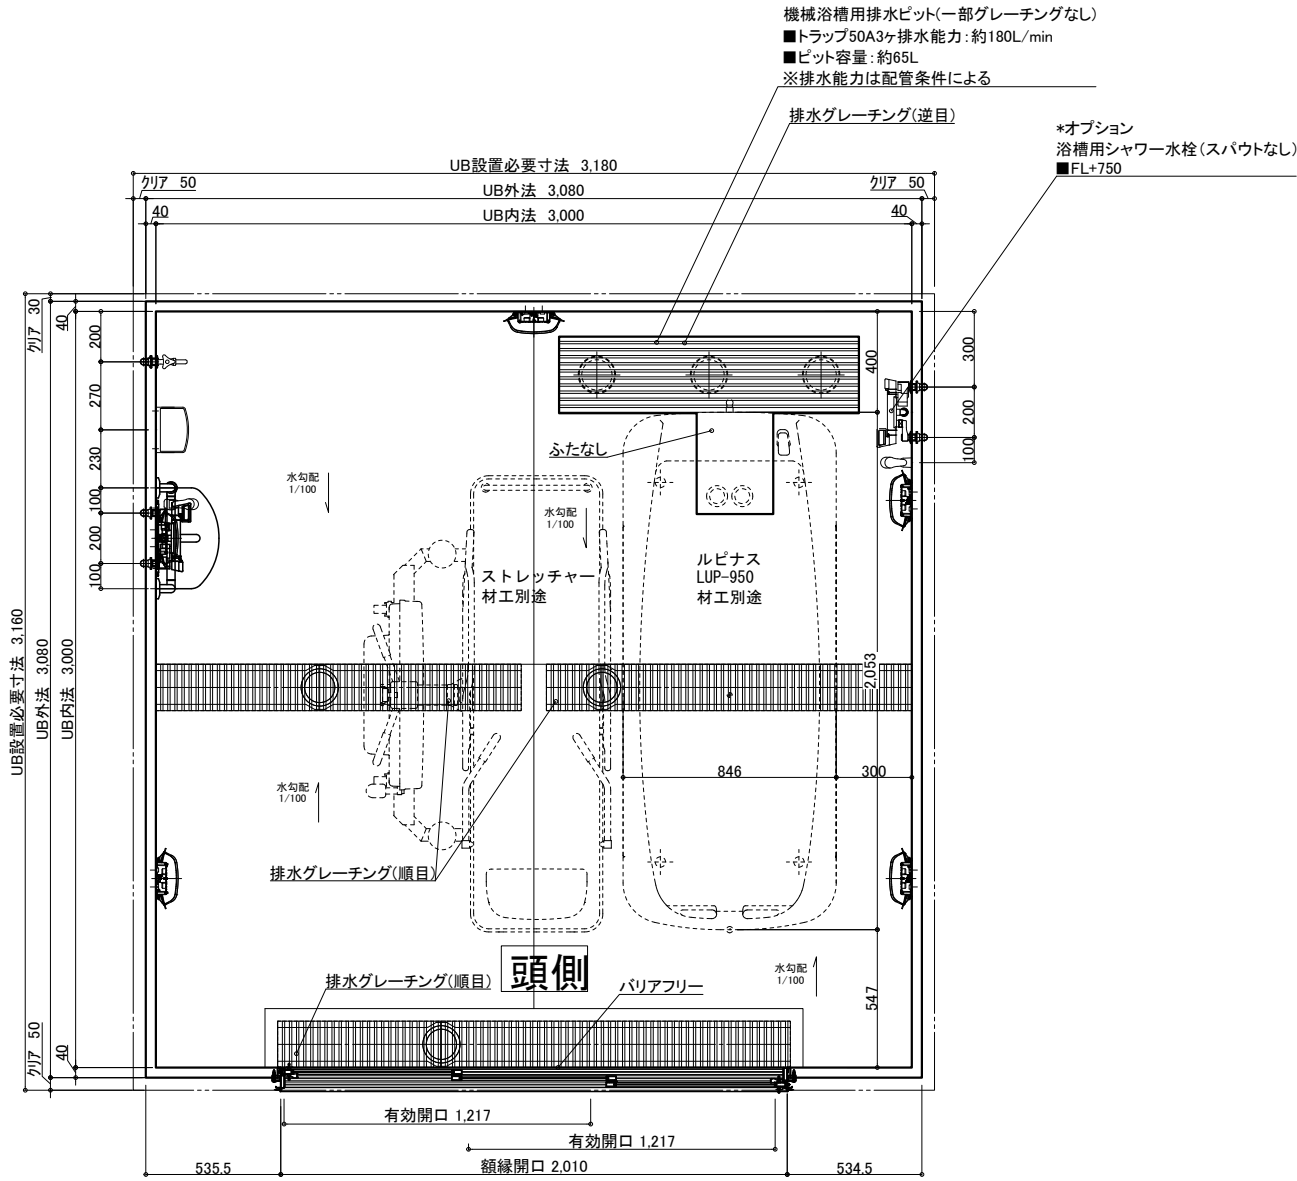 機械浴槽用排水ピット(一部グレーチングなし)
■トラップ50A3ヶ排水能力:約180L/min
■ピット容量:約65L
※排水能力は配管条件による
排水グレーチング(逆目)
*オプション
浴槽用シャワー水栓(スパウトなし)
■FL+750
UB設置必要寸法 3,180
クリア 50
クリア 50
UB外法 3,080
40
UB内法 3,000
40
クリア 30
40
200
270
230
100
200
100
400
300
200
100
ふたなし
水勾配
1/100
水勾配
1/100
ストレッチャー
材工別途
ルピナス
LUP-950
材工別途
UB設置必要寸法 3,160
UB外法 3,080
UB内法 3,000
2,053
846
300
水勾配
1/100
排水グレーチング(順目)
頭側
排水グレーチング(順目)
バリアフリー
水勾配
1/100
547
クリア 50
40
有効開口 1,217
有効開口 1,217
535.5
額縁開口 2,010
534.5